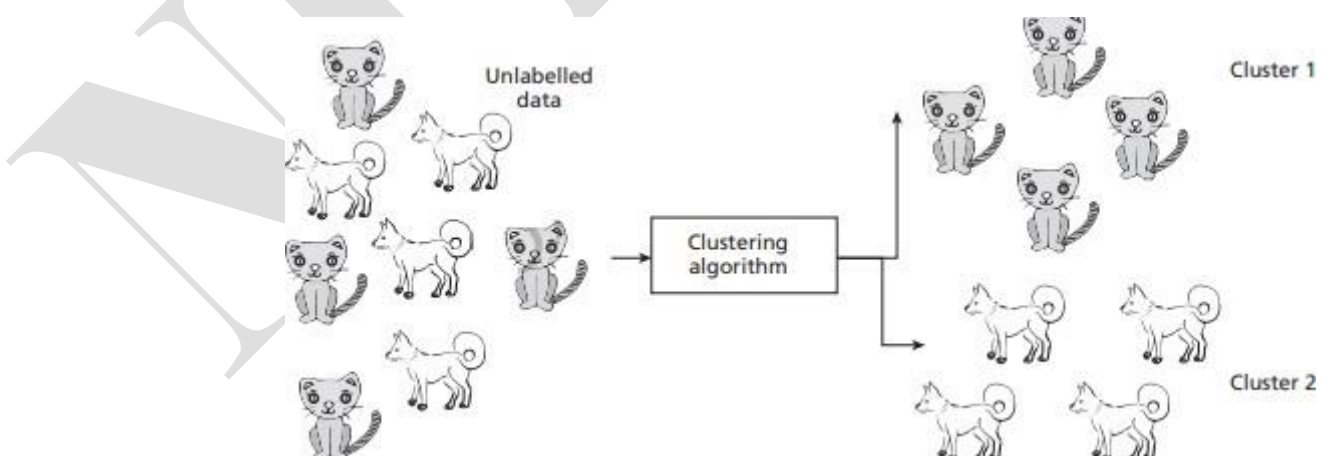 Unlabelled
data
Clustering
algorithm
Cluster 1
Cluster 2